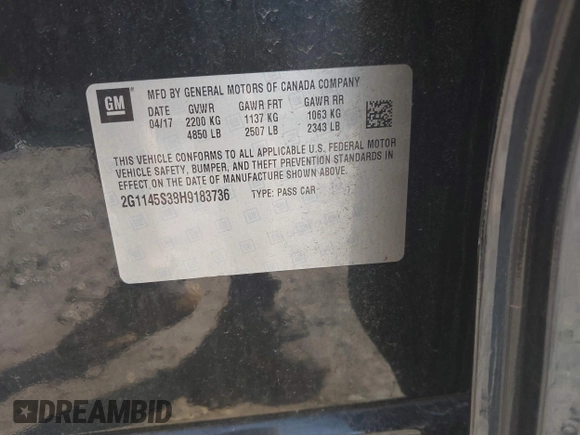 GM
MFD BY GENERAL MOTORS OF CANADA COMPANY
DATE GVWR GAWR FRT GAWR RR
04/17 2200 KG 1137 KG 1063 KG
4850 LB 2507 LB 2343 LB
THIS VEHICLE CONFORMS TO ALL APPLICABLE U.S. FEDERAL MOTOR
VEHICLE SAFETY, BUMPER, AND THEFT PREVENTION STANDARDS IN
EFFECT ON THE DATE OF MANUFACTURE SHOWN ABOVE.
2G1145S38H9183736 TYPE: PASS CAR
DREAMBID